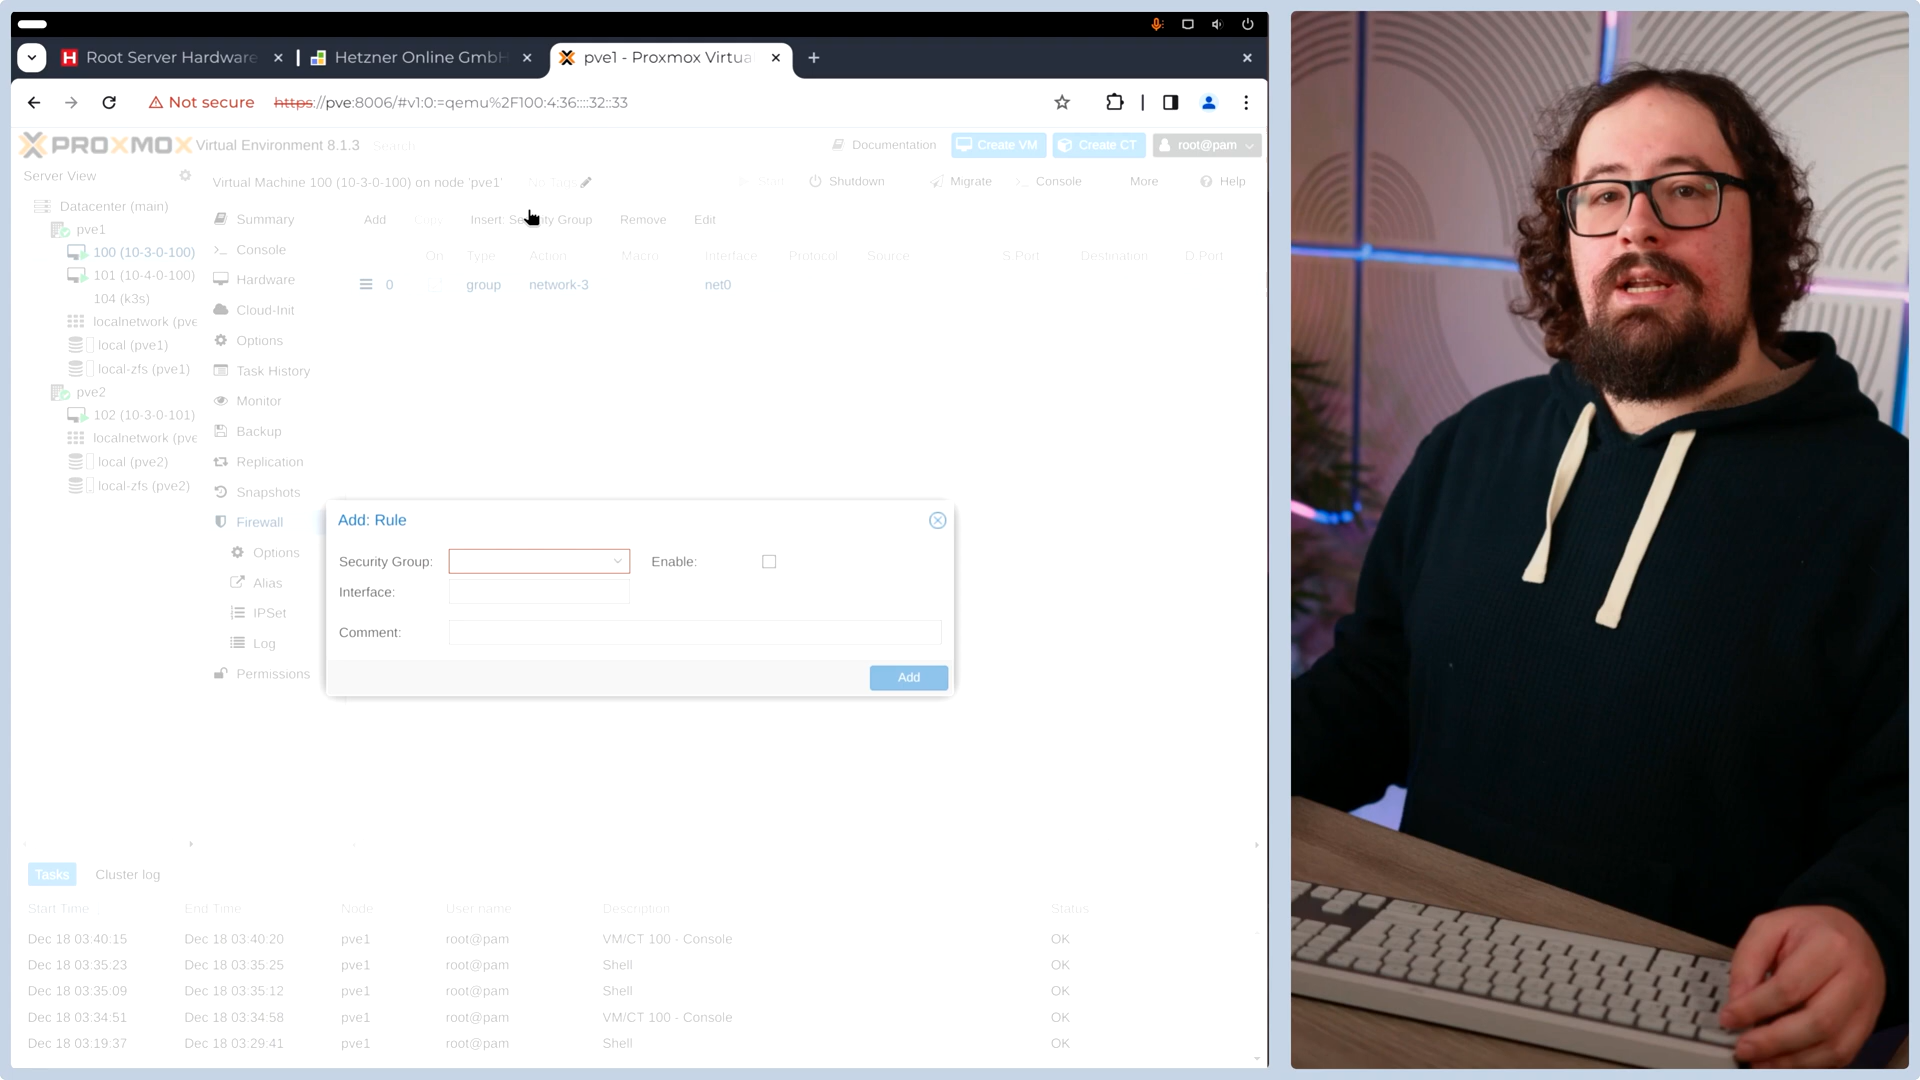 Root Server Hardware
Hetzner Online GmbH
pve1 - Proxmox Virtua
Not secure
https://pve:8006/#v1:0:=qemu%2F100:4:36::::32::33
PROXMOX Virtual Environment 8.1.3 Search
Documentation
Create VM
Create CT
root@pam
Server View
Virtual Machine 100 (10-3-0-100) on node 'pve1'
No Tags
Start
Shutdown
Migrate
Console
More
Help
Datacenter (main)
pve1
100 (10-3-0-100)
101 (10-4-0-100)
104 (k3s)
localnetwork (pve
local (pve1)
local-zfs (pve1)
pve2
102 (10-3-0-101)
localnetwork (pve
local (pve2)
local-zfs (pve2)
Summary
Console
Hardware
Cloud-Init
Options
Task History
Monitor
Backup
Replication
Snapshots
Firewall
Options
Alias
IPSet
Log
Permissions
Add
Copy
Insert: Security Group
Remove
Edit
On Type Action Macro Interface Protocol Source S.Port Destination D.Port
0 group network-3 net0
Add: Rule
Security Group:
Enable:
Interface:
Comment:
Add
Tasks
Cluster log
Start Time End Time Node User name Description Status
Dec 18 03:40:15 Dec 18 03:40:20 pve1 root@pam VM/CT 100 - Console OK
Dec 18 03:35:23 Dec 18 03:35:25 pve1 root@pam Shell OK
Dec 18 03:35:09 Dec 18 03:35:12 pve1 root@pam Shell OK
Dec 18 03:34:51 Dec 18 03:34:58 pve1 root@pam VM/CT 100 - Console OK
Dec 18 03:19:37 Dec 18 03:29:41 pve1 root@pam Shell OK